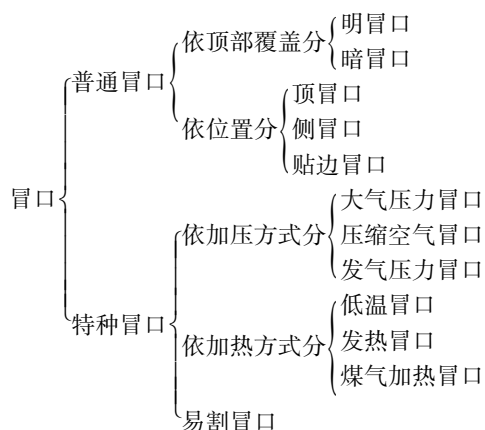 冒口
普通冒口
依顶部覆盖分
明冒口
暗冒口
依位置分
顶冒口
侧冒口
贴边冒口
特种冒口
依加压方式分
大气压力冒口
压缩空气冒口
发气压力冒口
依加热方式分
低温冒口
发热冒口
煤气加热冒口
易割冒口